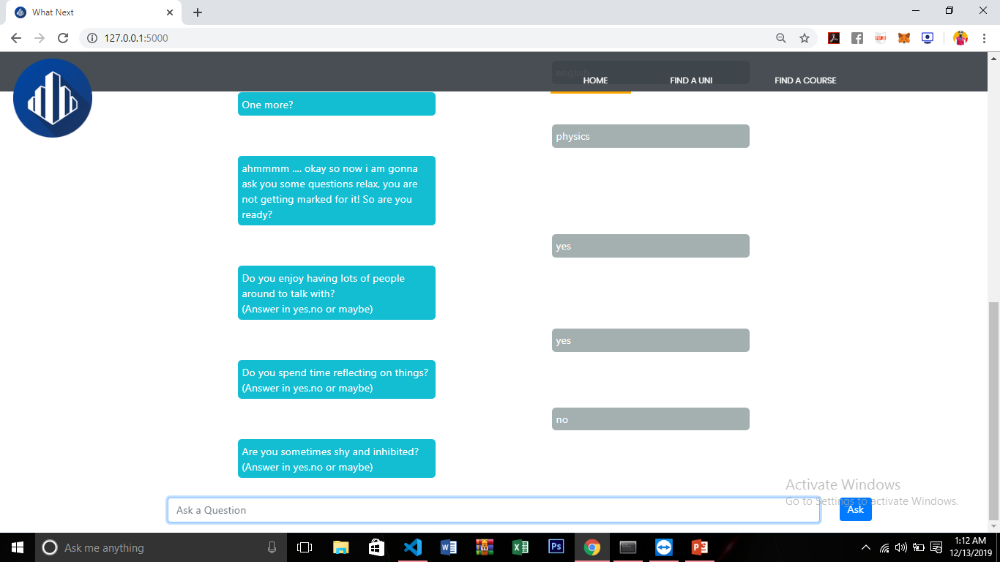 What Next
127.0.0.1:5000
english
HOME
FIND A UNI
FIND A COURSE
One more?
physics
ahmmmm .... okay so now i am gonna
ask you some questions relax, you are
not getting marked for it! So are you
ready?
yes
Do you enjoy having lots of people
around to talk with?
(Answer in yes,no or maybe)
yes
Do you spend time reflecting on things?
(Answer in yes,no or maybe)
no
Are you sometimes shy and inhibited?
(Answer in yes,no or maybe)
Activate Windows
Go to Settings to activate Windows.
Ask a Question
Ask
Ask me anything
1:12 AM
12/13/2019